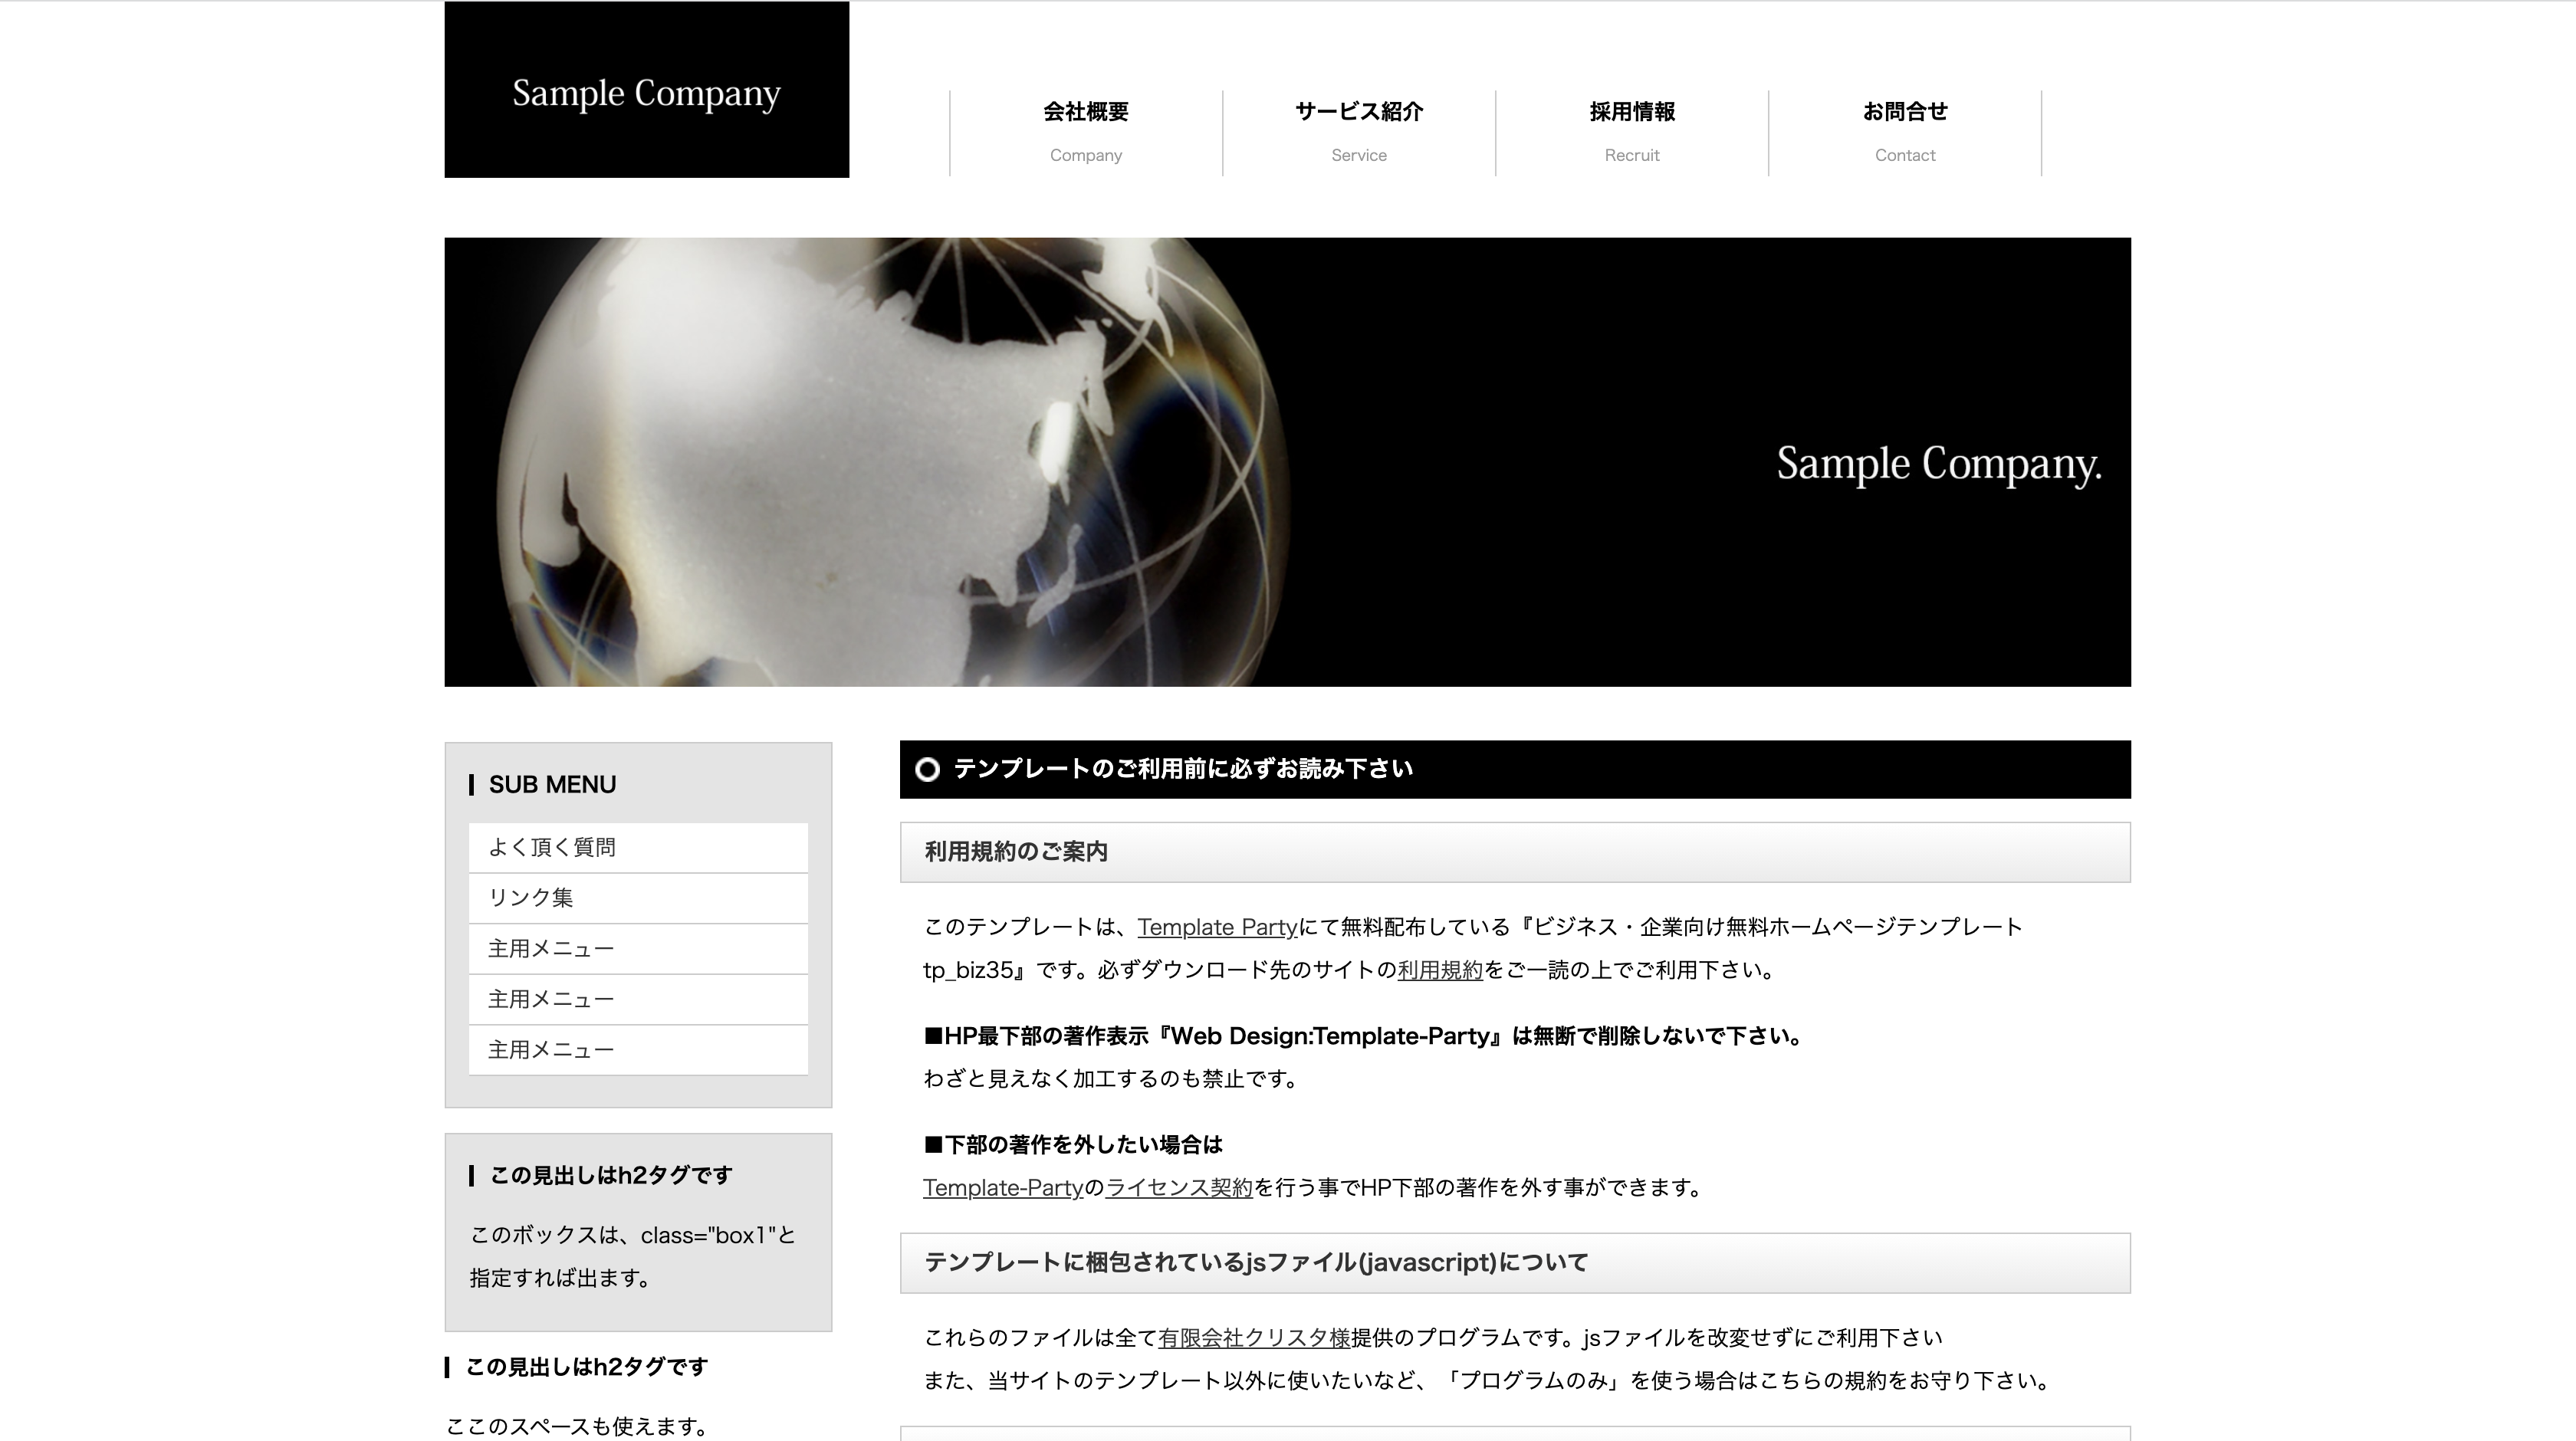 Sample Company
会社概要
Company
サービス紹介
Service
採用情報
Recruit
お問合せ
Contact
Sample Company.
SUB MENU
よく頂く質問
リンク集
主用メニュー
主用メニュー
主用メニュー
この見出しはh2タグです
このボックスは、class="box1"と
指定すれば出ます。
この見出しはh2タグです
ここのスペースも使えます。
テンプレートのご利用前に必ずお読み下さい
利用規約のご案内
このテンプレートは、Template Partyにて無料配布している『ビジネス・企業向け無料ホームページテンプレート
tp_biz35』です。必ずダウンロード先のサイトの利用規約をご一読の上でご利用下さい。
■HP最下部の著作表示『Web Design:Template-Party』は無断で削除しないで下さい。
わざと見えなく加工するのも禁止です。
■下部の著作を外したい場合は
Template-Partyのライセンス契約を行う事でHP下部の著作を外す事ができます。
テンプレートに梱包されているjsファイル(javascript)について
これらのファイルは全て有限会社クリスタ様提供のプログラムです。jsファイルを改変せずにご利用下さい
また、当サイトのテンプレート以外に使いたいなど、「プログラムのみ」を使う場合はこちらの規約をお守り下さい。